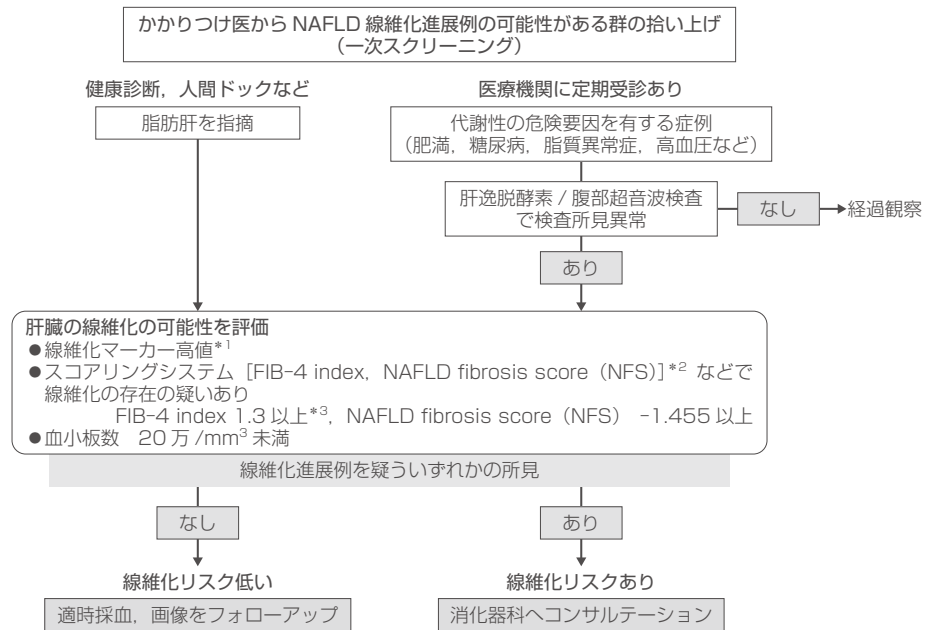 かかりつけ医から NAFLD 線維化進展例の可能性がある群の拾い上げ
（一次スクリーニング）
健康診断，人間ドックなど
医療機関に定期受診あり
脂肪肝を指摘
代謝性の危険要因を有する症例
（肥満，糖尿病，脂質異常症，高血圧など）
肝逸脱酵素 / 腹部超音波検査
で検査所見異常
なし
経過観察
あり
肝臓の線維化の可能性を評価
●線維化マーカー高値*1
●スコアリングシステム［FIB-4 index，NAFLD fibrosis score（NFS）］*2 などで
線維化の存在の疑いあり
FIB-4 index 1.3 以上*3，NAFLD fibrosis score（NFS） -1.455 以上
●血小板数　20 万 /mm3 未満
線維化進展例を疑ういずれかの所見
なし
あり
線維化リスク低い
線維化リスクあり
適時採血，画像をフォローアップ
消化器科へコンサルテーション